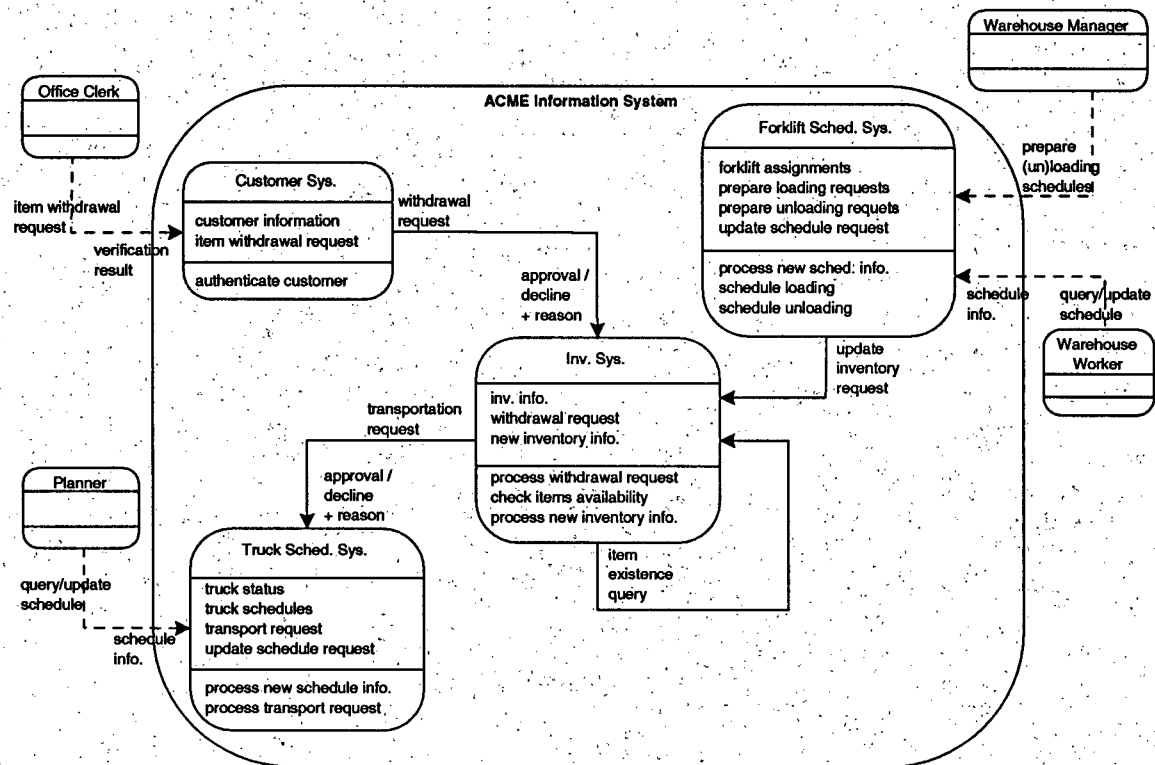 Warehouse Manager
Office Clerk
ACME Information System
Forklift Sched. Sys.
forklift assignments
prepare loading requests
prepare unloading requets
update schedule request
process new sched: info.
schedule loading
schedule unloading
prepare
(un)loading
schedules
Customer Sys.
customer information
item withdrawal request
authenticate customer
item withdrawal
request
verification
result
withdrawal
request
approval /
decline
+ reason
schedule
info.
query/update
schedule
Warehouse
Worker
update
inventory
request
Inv. Sys.
inv. info.
withdrawal request
new inventory info.
process withdrawal request
check items availability
process new inventory info.
transportation
request
approval /
decline
+ reason
item
existence
query
Planner
Truck Sched. Sys.
truck status
truck schedules
transport request
update schedule request
process new schedule info.
process transport request
query/update
schedule
schedule
info.